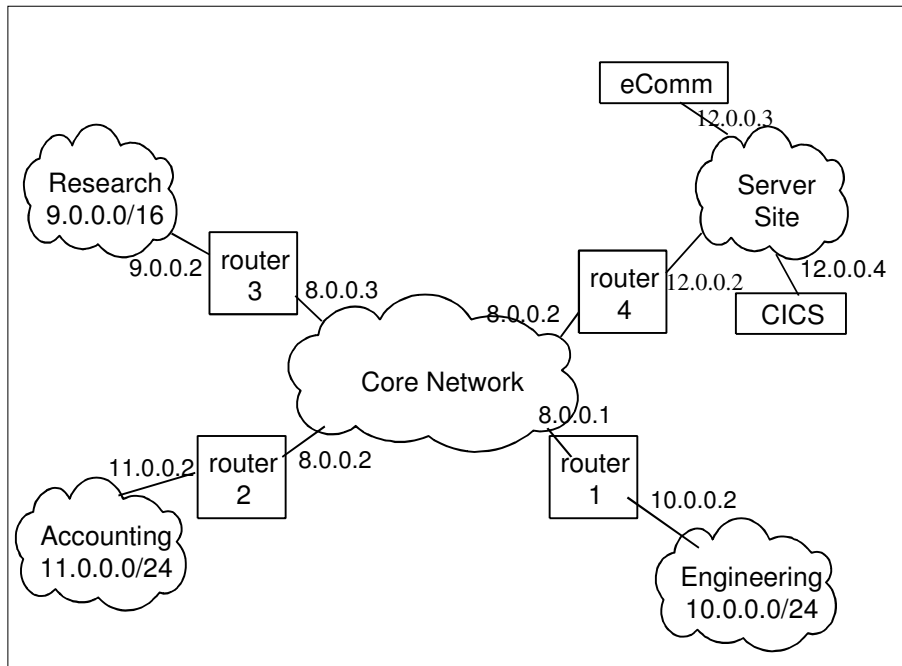 eComm
12.0.0.3
Research
9.0.0.0/16
Server
Site
9.0.0.2
router
3
8.0.0.3
8.0.0.2
router
4
12.0.0.2
12.0.0.4
CICS
Core Network
8.0.0.1
11.0.0.2
router
2
8.0.0.2
router
1
10.0.0.2
Accounting
11.0.0.0/24
Engineering
10.0.0.0/24